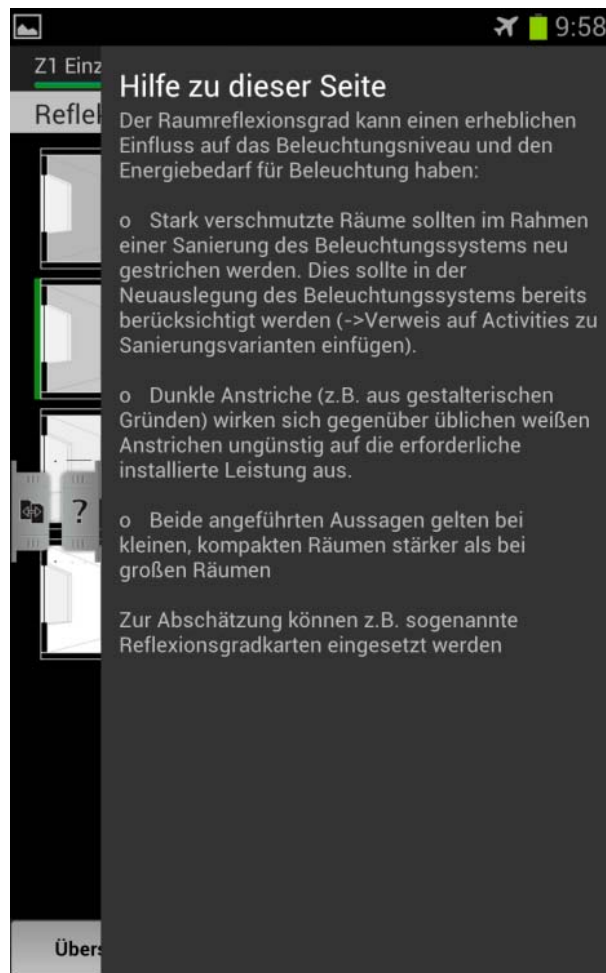 9:58
Z1 Einz
Reflek
Hilfe zu dieser Seite
Der Raumreflexionsgrad kann einen erheblichen
Einfluss auf das Beleuchtungsniveau und den
Energiebedarf für Beleuchtung haben:
o Stark verschmutzte Räume sollten im Rahmen
einer Sanierung des Beleuchtungssystems neu
gestrichen werden. Dies sollte in der
Neuauslegung des Beleuchtungssystems bereits
berücksichtigt werden (->Verweis auf Activities zu
Sanierungsvarianten einfügen).
o Dunkle Anstriche (z.B. aus gestalterischen
Gründen) wirken sich gegenüber üblichen weißen
Anstrichen ungünstig auf die erforderliche
installierte Leistung aus.
o Beide angeführten Aussagen gelten bei
kleinen, kompakten Räumen stärker als bei
großen Räumen
Zur Abschätzung können z.B. sogenannte
Reflexionsgradkarten eingesetzt werden
?
Übers